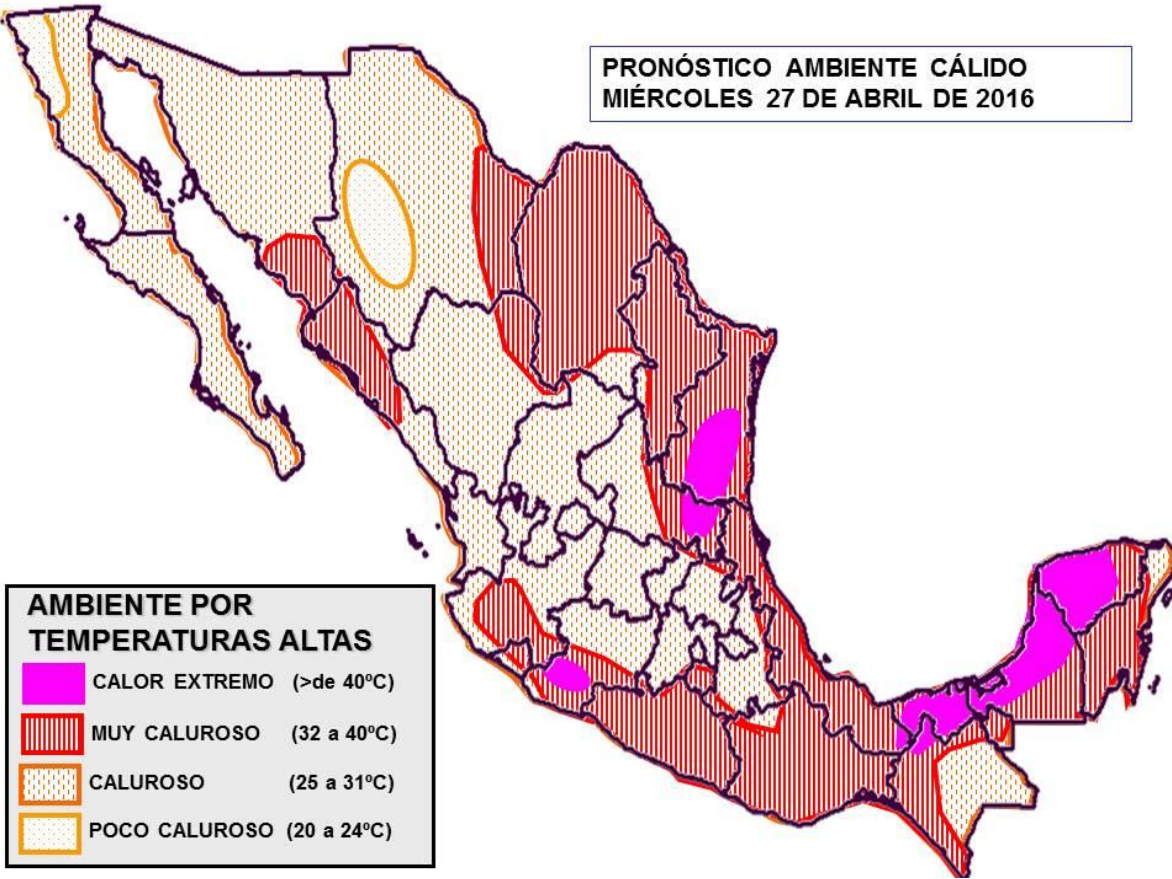 PRONÓSTICO AMBIENTE CÁLIDO
MIÉRCOLES 27 DE ABRIL DE 2016
AMBIENTE POR
TEMPERATURAS ALTAS
CALOR EXTREMO (>de 40ºC)
MUY CALUROSO (32 a 40ºC)
CALUROSO (25 a 31ºC)
POCO CALUROSO (20 a 24ºC)